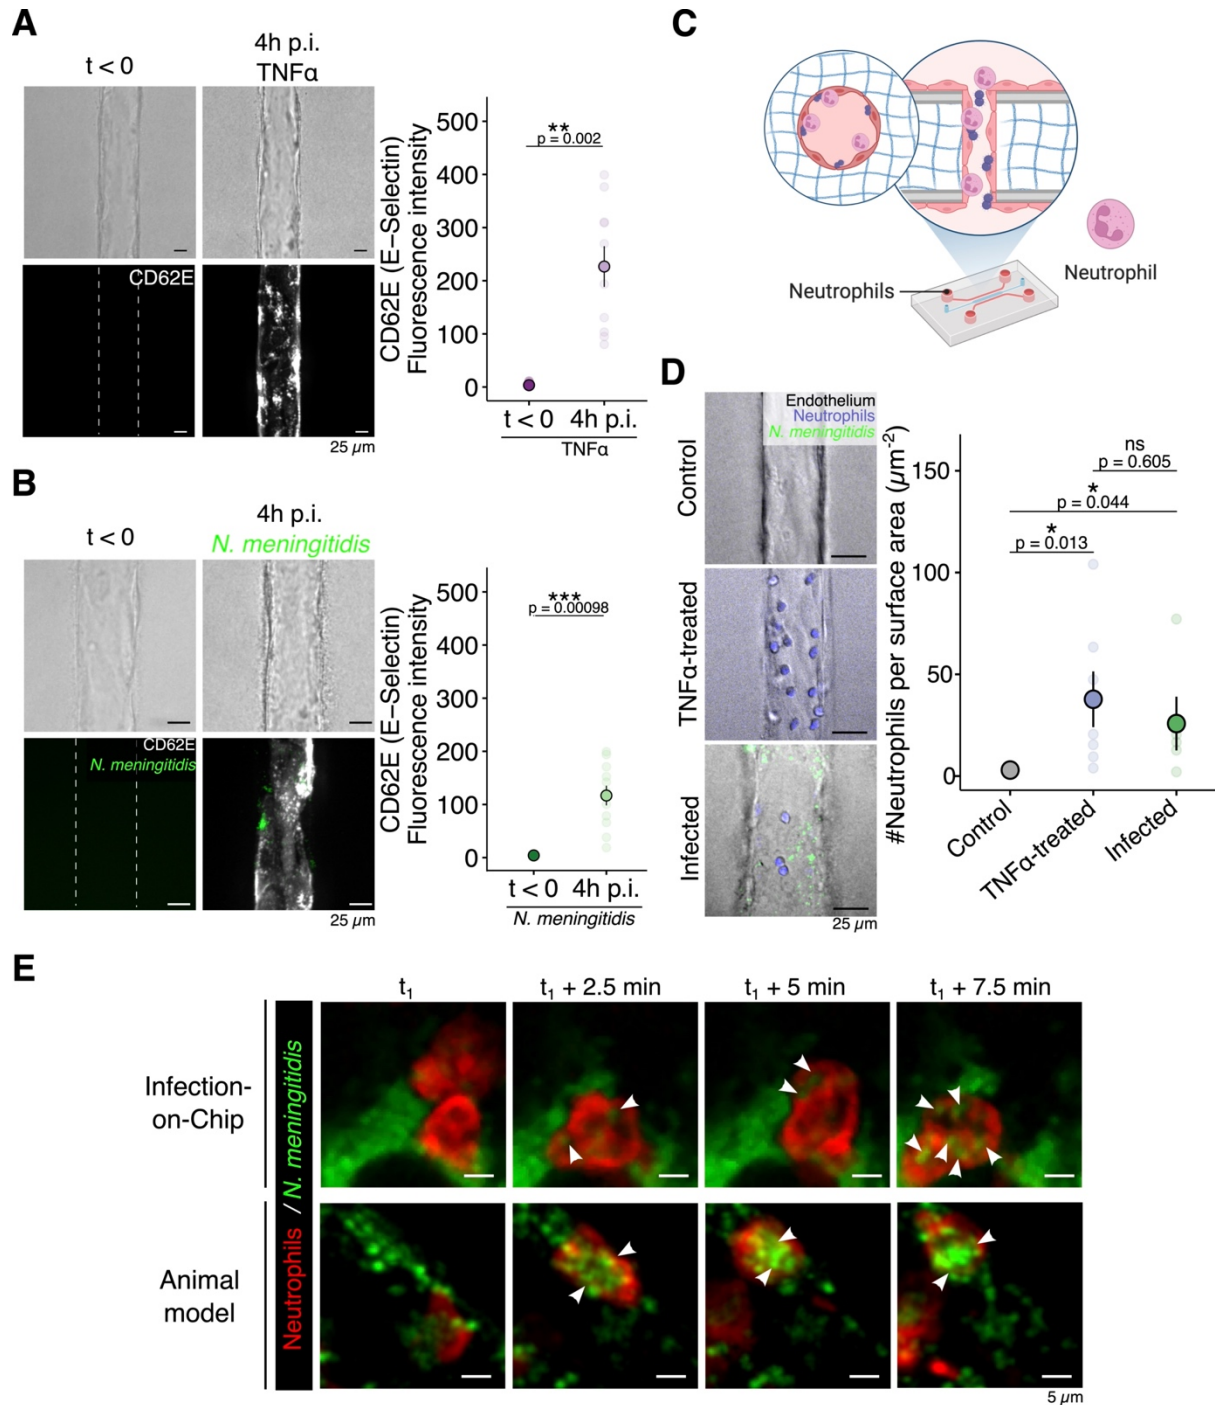 A
t < 0
4h p.i.
TNFα
CD62E
25 µm
CD62E (E−Selectin)
Fluorescence intensity
500
400
300
200
100
0
**
p = 0.002
t < 0
4h p.i.
TNFα
B
t < 0
4h p.i.
N. meningitidis
CD62E
N. meningitidis
25 µm
CD62E (E−Selectin)
Fluorescence intensity
500
400
300
200
100
0
***
p = 0.00098
t < 0
4h p.i.
N. meningitidis
C
Neutrophils
Neutrophil
D
Endothelium
Neutrophils
N. meningitidis
Control
TNFα-treated
Infected
25 µm
#Neutrophils per surface area (µm⁻²)
150
100
50
0
ns
p = 0.605
*
p = 0.044
*
p = 0.013
Control
TNFα-treated
Infected
E
t₁
t₁ + 2.5 min
t₁ + 5 min
t₁ + 7.5 min
Infection-
on-Chip
Animal
model
Neutrophils / N. meningitidis
5 µm